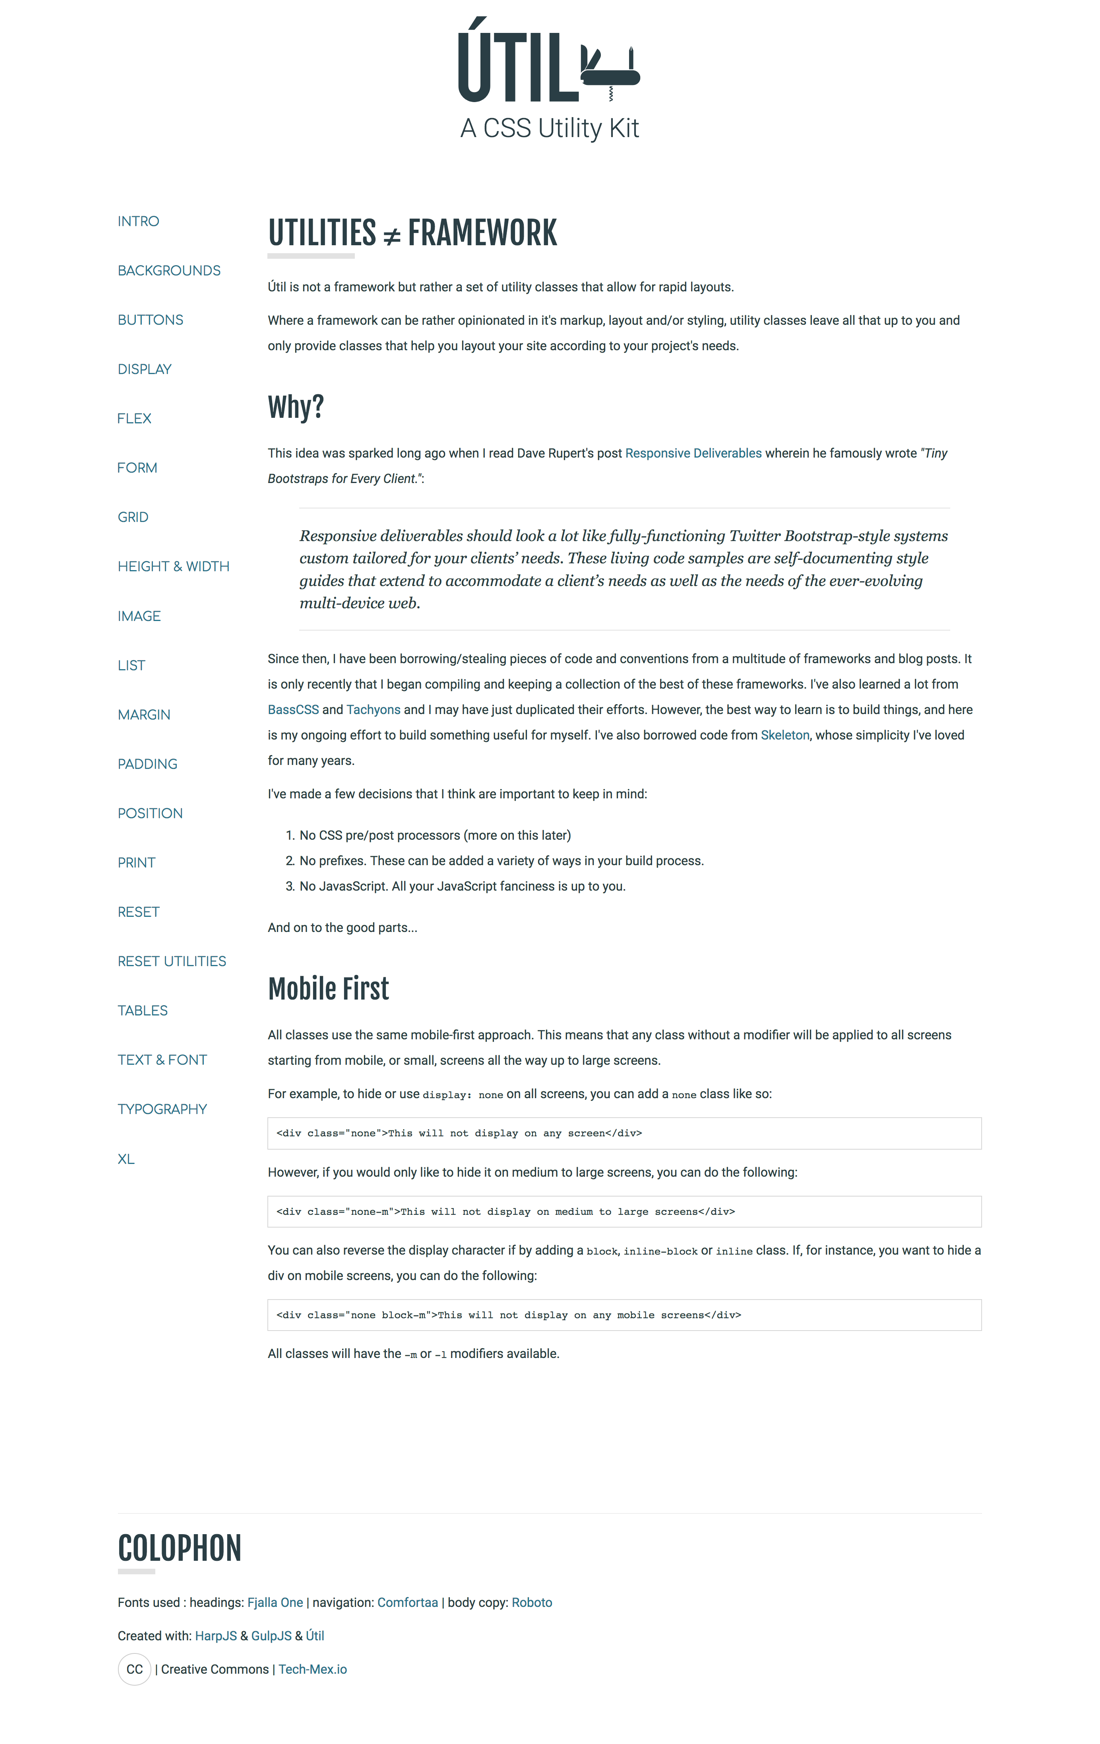 ÚTIL
A CSS Utility Kit
INTRO
BACKGROUNDS
BUTTONS
DISPLAY
FLEX
FORM
GRID
HEIGHT & WIDTH
IMAGE
LIST
MARGIN
PADDING
POSITION
PRINT
RESET
RESET UTILITIES
TABLES
TEXT & FONT
TYPOGRAPHY
XL
UTILITIES ≠ FRAMEWORK
Útil is not a framework but rather a set of utility classes that allow for rapid layouts.
Where a framework can be rather opinionated in it's markup, layout and/or styling, utility classes leave all that up to you and
only provide classes that help you layout your site according to your project's needs.
Why?
This idea was sparked long ago when I read Dave Rupert's post Responsive Deliverables wherein he famously wrote "Tiny
Bootstraps for Every Client.":
Responsive deliverables should look a lot like fully-functioning Twitter Bootstrap-style systems
custom tailored for your clients’ needs. These living code samples are self-documenting style
guides that extend to accommodate a client’s needs as well as the needs of the ever-evolving
multi-device web.
Since then, I have been borrowing/stealing pieces of code and conventions from a multitude of frameworks and blog posts. It
is only recently that I began compiling and keeping a collection of the best of these frameworks. I've also learned a lot from
BassCSS and Tachyons and I may have just duplicated their efforts. However, the best way to learn is to build things, and here
is my ongoing effort to build something useful for myself. I've also borrowed code from Skeleton, whose simplicity I've loved
for many years.
I've made a few decisions that I think are important to keep in mind:
1. No CSS pre/post processors (more on this later)
2. No prefixes. These can be added a variety of ways in your build process.
3. No JavasScript. All your JavaScript fanciness is up to you.
And on to the good parts...
Mobile First
All classes use the same mobile-first approach. This means that any class without a modifier will be applied to all screens
starting from mobile, or small, screens all the way up to large screens.
For example, to hide or use display: none on all screens, you can add a none class like so:
<div class="none">This will not display on any screen</div>
However, if you would only like to hide it on medium to large screens, you can do the following:
<div class="none-m">This will not display on medium to large screens</div>
You can also reverse the display character if by adding a block, inline-block or inline class. If, for instance, you want to hide a
div on mobile screens, you can do the following:
<div class="none block-m">This will not display on any mobile screens</div>
All classes will have the -m or -l modifiers available.
COLOPHON
Fonts used : headings: Fjalla One | navigation: Comfortaa | body copy: Roboto
Created with: HarpJS & GulpJS & Útil
CC | Creative Commons | Tech-Mex.io